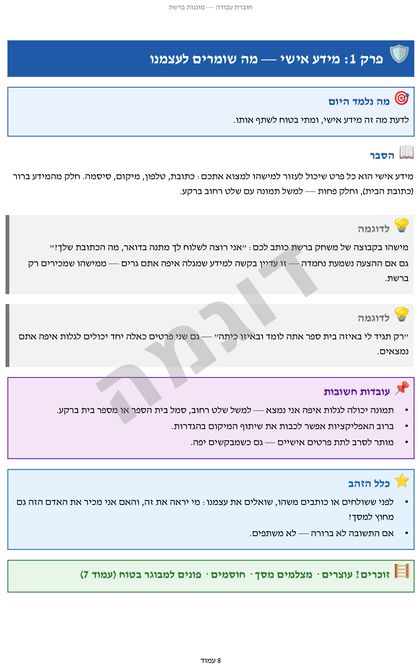 חוברת עבודה — מוגנות ברשת
פרק 1: מידע אישי — מה שומרים לעצמנו
מה נלמד היום
לדעת מה זה מידע אישי, ומתי בטוח לשתף אותו.
הסבר
מידע אישי הוא כל פרט שיכול לעזור למישהו למצוא אתכם: כתובת, טלפון, מיקום, סיסמה. חלק מהמידע ברור
(כתובת הבית), וחלק פחות — למשל תמונה עם שלט רחוב ברקע.
לדוגמה
מישהו בקבוצה של משחק ברשת כותב לכם: "אני רוצה לשלוח לך מתנה בדואר, מה הכתובת שלך?"
גם אם ההצעה נשמעת נחמדה — זו עדיין בקשה למידע שמגלה איפה אתם גרים — ממישהו שמכירים רק
ברשת.
לדוגמה
"רק תגיד לי באיזה בית ספר אתה לומד ובאיזו כיתה" — גם שני פרטים כאלה יחד יכולים לגלות איפה אתם
נמצאים.
דוגמה
עובדות חשובות
• תמונה יכולה לגלות איפה אני נמצא — למשל שלט רחוב, סמל בית הספר או מספר בית ברקע.
• ברוב האפליקציות אפשר לכבות את שיתוף המיקום בהגדרות.
• מותר לסרב לתת פרטים אישיים — גם כשמבקשים יפה.
כלל הזהב
• לפני ששולחים או כותבים משהו, שואלים את עצמנו: מי יראה את זה, והאם אני מכיר את האדם הזה גם
מחוץ למסך?
• אם התשובה לא ברורה — לא משתפים.
זוכרים? עוצרים · מצלמים מסך · חוסמים · פונים למבוגר בטוח (עמוד 7)
8 עמוד